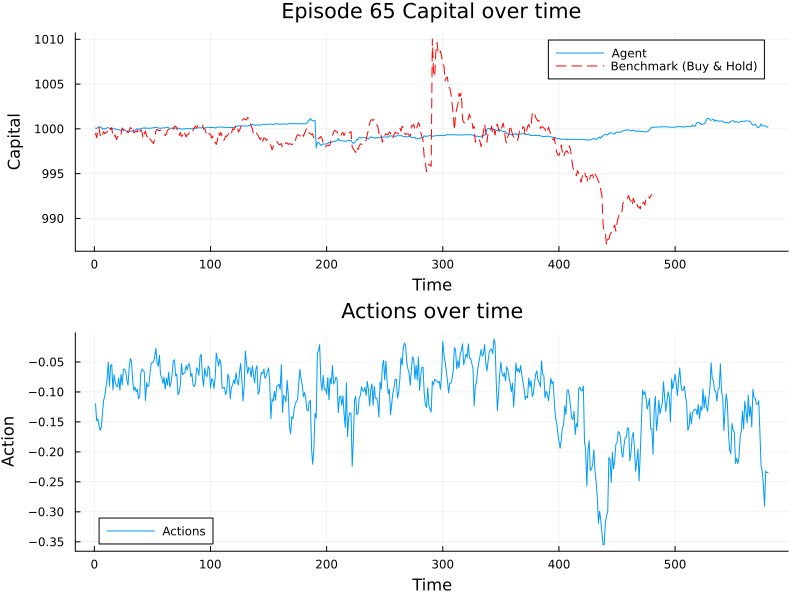 Episode 65 Capital over time
1010
1005
1000
995
990
Capital
Agent
Benchmark (Buy & Hold)
0 100 200 300 400 500
Time
Actions over time
−0.05
−0.10
−0.15
−0.20
−0.25
−0.30
−0.35
Action
Actions
0 100 200 300 400 500
Time